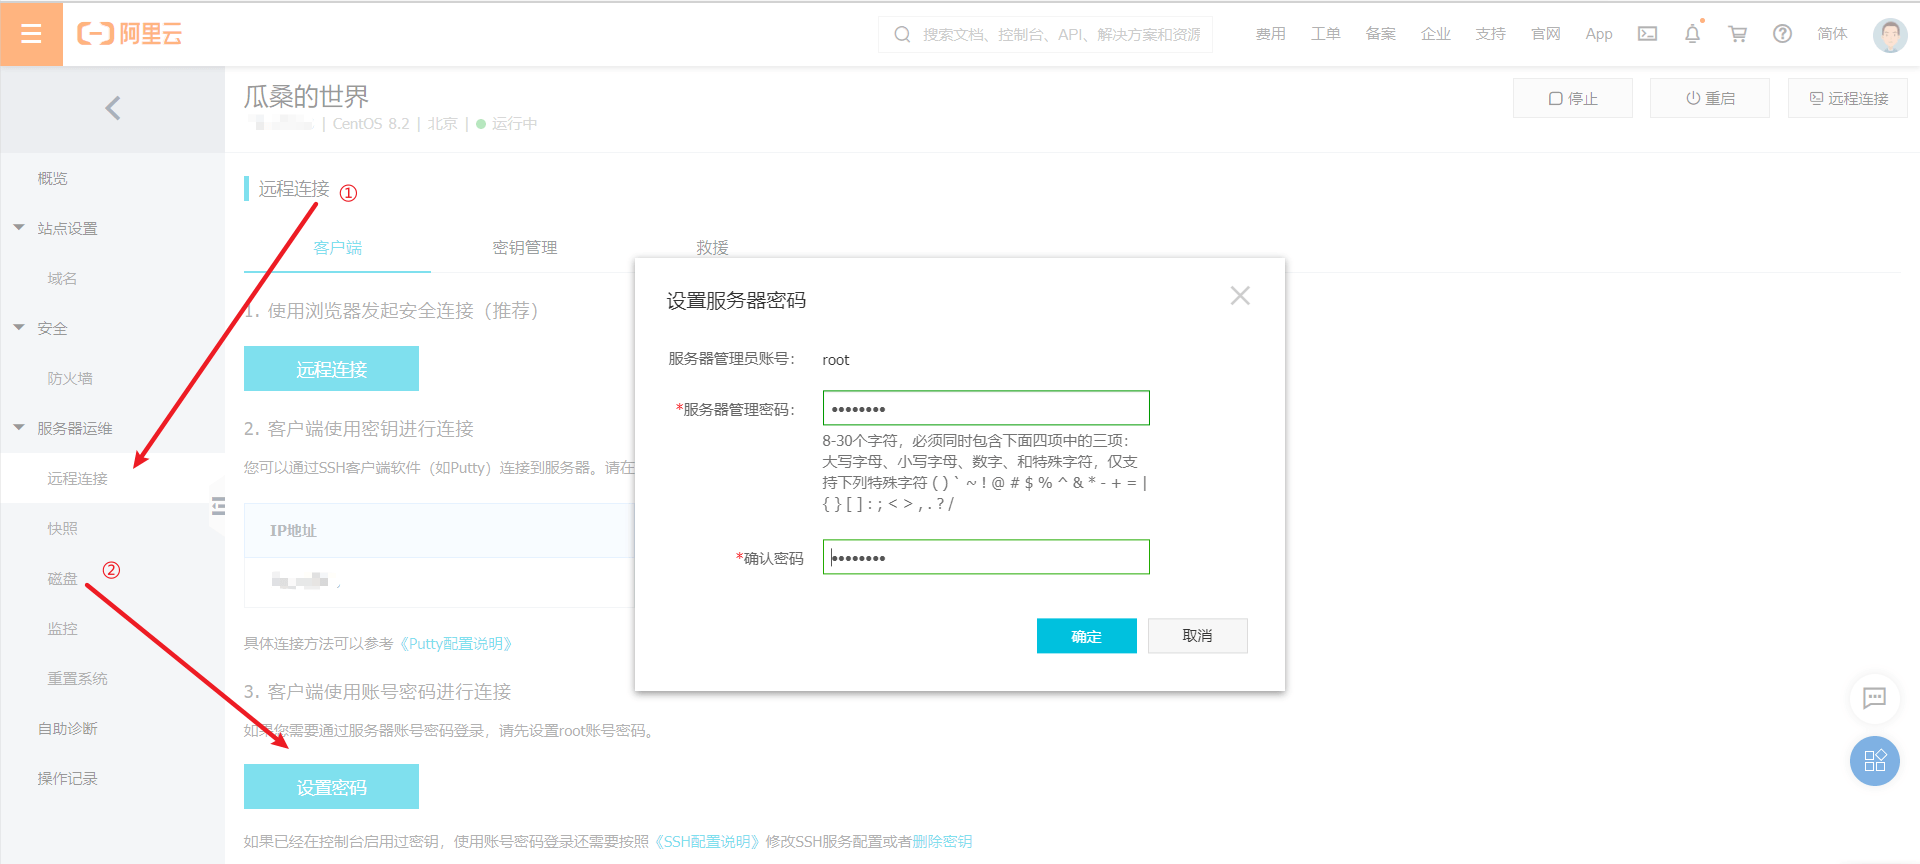 阿里云
搜索文档、控制台、API、解决方案和资源
费用 工单 备案 企业 支持 官网 App 简体
瓜桑的世界
| CentOS 8.2 | 北京 | 运行中
停止 重启 远程连接
概览
站点设置
域名
安全
防火墙
服务器运维
远程连接
快照
磁盘
监控
重置系统
自助诊断
操作记录
远程连接 ①
②
客户端 密钥管理 救援
1. 使用浏览器发起安全连接（推荐）
远程连接
2. 客户端使用密钥进行连接
您可以通过SSH客户端软件（如Putty）连接到服务器。请在
IP地址
具体连接方法可以参考《Putty配置说明》
3. 客户端使用账号密码进行连接
如果您需要通过服务器账号密码登录，请先设置root账号密码。
设置密码
如果已经在控制台启用过密钥，使用账号密码登录还需要按照《SSH配置说明》修改SSH服务配置或者删除密钥
设置服务器密码
服务器管理员账号： root
*服务器管理密码： ••••••••
8-30个字符，必须同时包含下面四项中的三项：
大写字母、小写字母、数字、和特殊字符，仅支
持下列特殊字符 ( ) ` ~ ! @ # $ % ^ & * - + = |
{ } [ ] : ; < > , . ? /
*确认密码 ••••••••
确定 取消